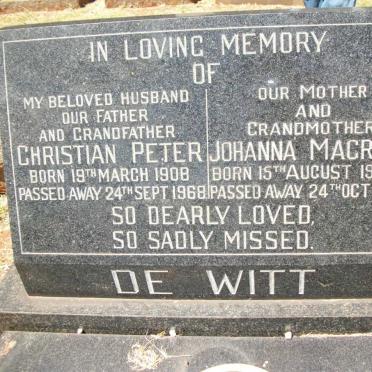 IN LOVING MEMORY
OF
MY BELOVED HUSBAND
OUR FATHER
AND GRANDFATHER
CHRISTIAN PETER
BORN 19TH MARCH 1908
PASSED AWAY 24TH SEPT 1968
OUR MOTHER
AND
GRANDMOTHER
JOHANNA
BORN 15TH AUGUST
PASSED AWAY 24TH OCT
SO DEARLY LOVED,
SO SADLY MISSED.
DE WITT